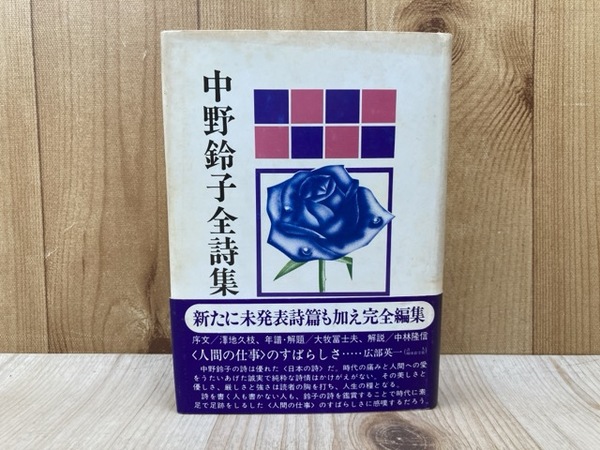 中野鈴子全詩集
新たに未発表詩篇も加え完全編集
序文/澤地久枝、年譜・解題/大牧冨士夫、解説/中林隆信
〈人間の仕事〉のすばらしさ‥‥‥広部英一
中野鈴子の詩は優れた〈日本の詩〉だ。時代の痛みと人間への愛
をうたいあげた誠実で純粋な詩情はかけがえがない。その美しさと
優しさ、厳しさと強さは読者の胸を打ち、人生の糧となる。
詩を書く人も書かない人も、鈴子の詩を鑑賞することで時代に素
足で足跡をしるした〈人間の仕事〉のすばらしさに感嘆するだろう。